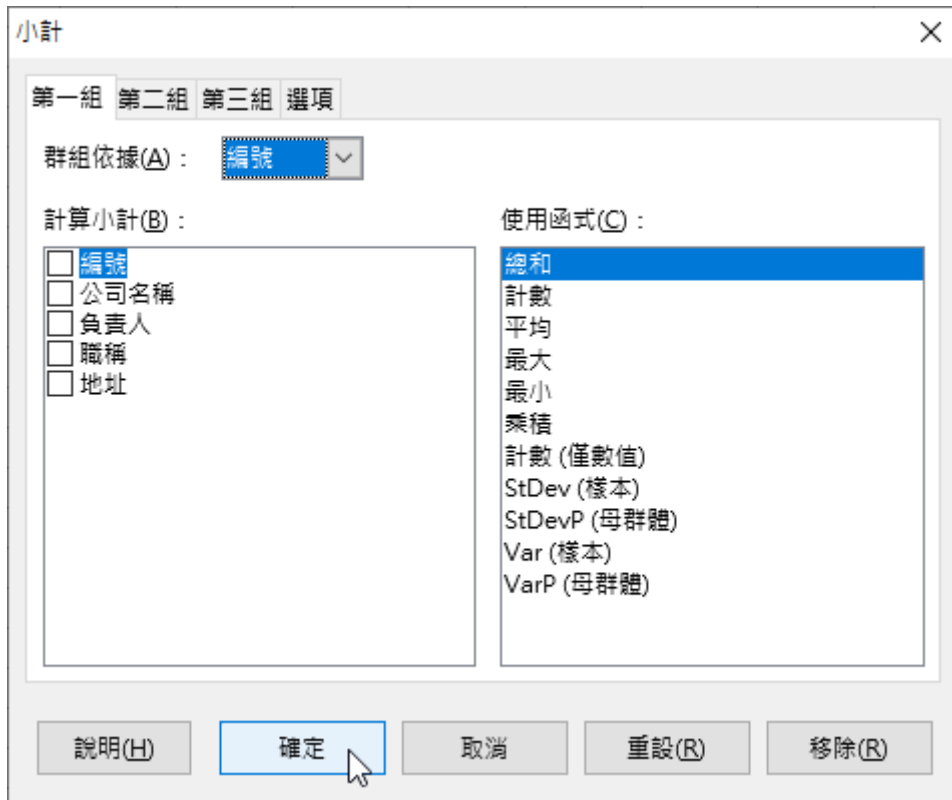 小計
第一組 第二組 第三組 選項
群組依據(A)： 編號
計算小計(B)：
編號
公司名稱
負責人
職稱
地址
使用函式(C)：
總和
計數
平均
最大
最小
乘積
計數 (僅數值)
StDev (樣本)
StDevP (母群體)
Var (樣本)
VarP (母群體)
說明(H) 確定 取消 重設(R) 移除(R)